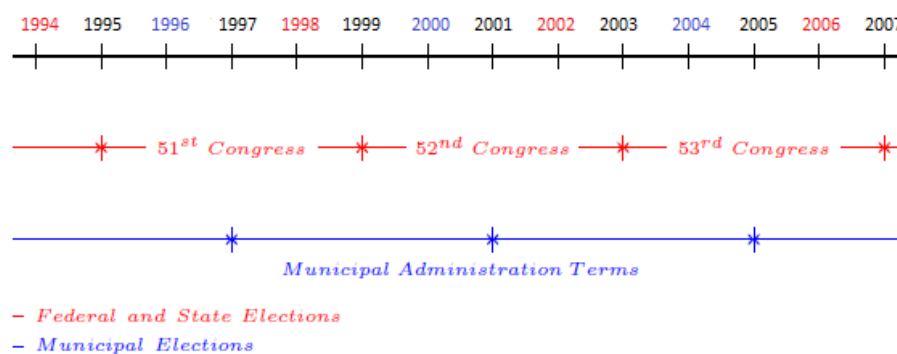 1994 1995 1996 1997 1998 1999 2000 2001 2002 2003 2004 2005 2006 2007
51st Congress 52nd Congress 53rd Congress
Municipal Administration Terms
– Federal and State Elections
– Municipal Elections